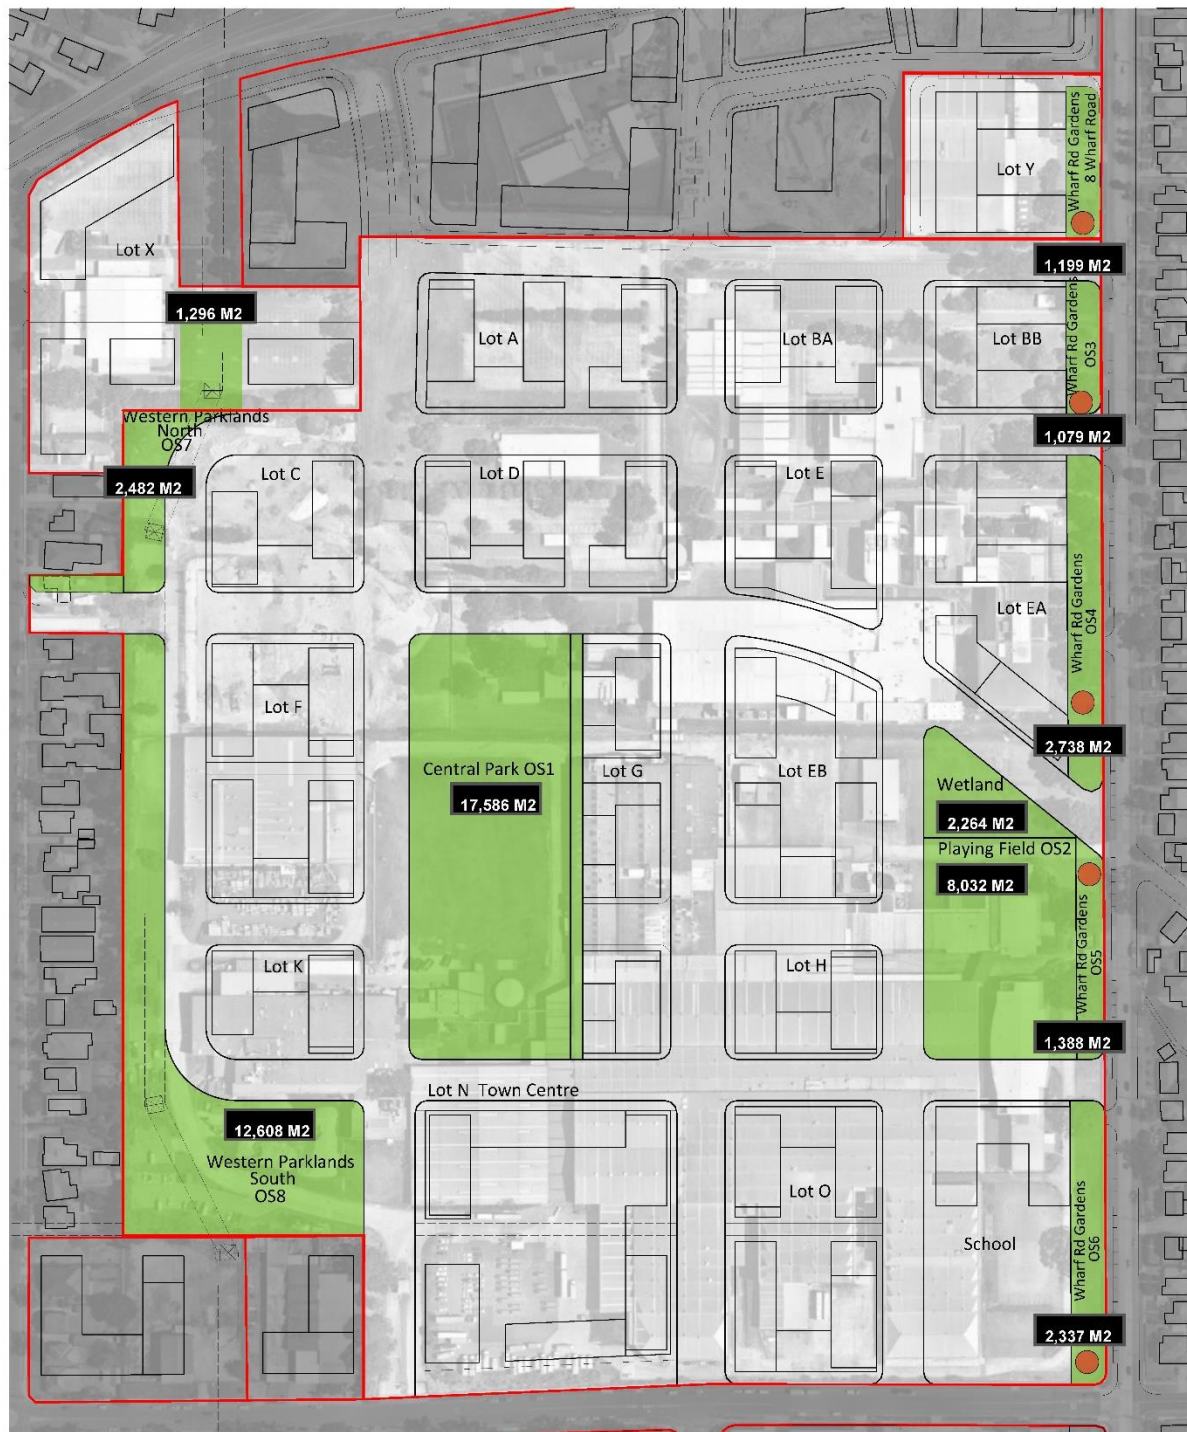 Wharf Rd Gardens
8 Wharf Road
Lot Y
Lot X
1,199 M2
1,296 M2
Lot A
Lot BA
Lot BB
Wharf Rd Gardens
OS3
Western Parklands
North
OS7
1,079 M2
2,482 M2
Lot C
Lot D
Lot E
Lot EA
Wharf Rd Gardens
OS4
Lot F
2,738 M2
Central Park OS1
17,586 M2
Lot G
Lot EB
Wetland
2,264 M2
Playing Field OS2
8,032 M2
Wharf Rd Gardens
OS5
Lot K
Lot H
1,388 M2
Lot N Town Centre
12,608 M2
Western Parklands
South
OS8
Lot O
School
Wharf Rd Gardens
OS6
2,337 M2